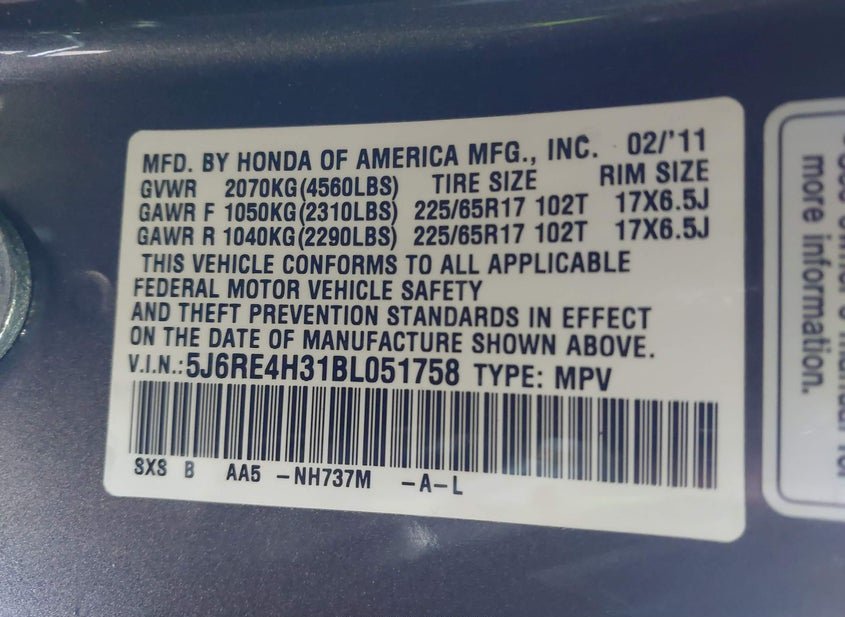 MFD. BY HONDA OF AMERICA MFG., INC. 02/'11
GVWR 2070KG(4560LBS) TIRE SIZE RIM SIZE
GAWR F 1050KG(2310LBS) 225/65R17 102T 17X6.5J
GAWR R 1040KG(2290LBS) 225/65R17 102T 17X6.5J
THIS VEHICLE CONFORMS TO ALL APPLICABLE
FEDERAL MOTOR VEHICLE SAFETY
AND THEFT PREVENTION STANDARDS IN EFFECT
ON THE DATE OF MANUFACTURE SHOWN ABOVE.
V.I.N.:5J6RE4H31BL051758 TYPE: MPV
SXS B AA5 -NH737M -A-L
owner's manual for
more information.